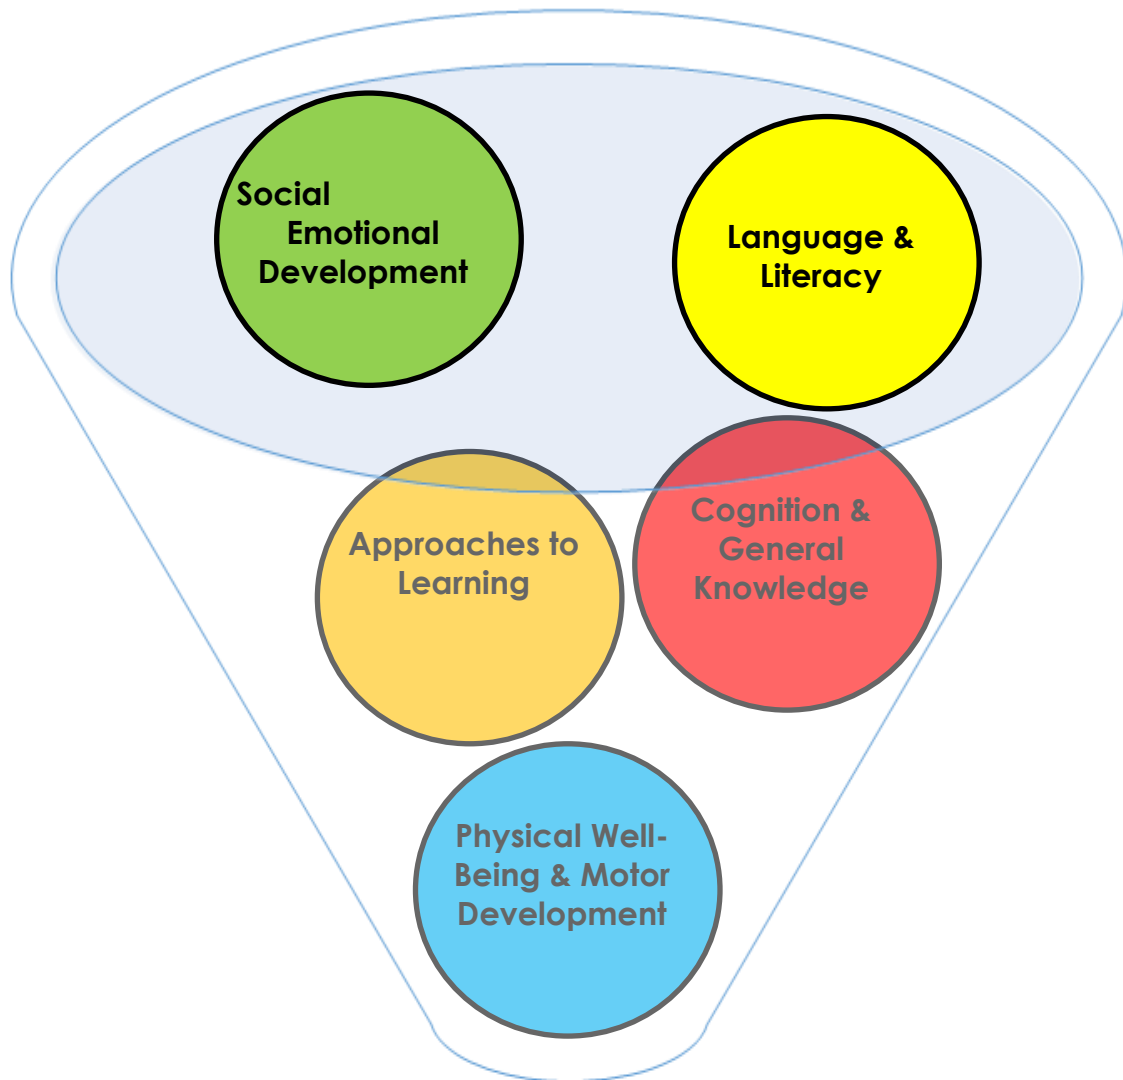 Social
Emotional
Development
Language &
Literacy
Approaches to
Learning
Cognition &
General
Knowledge
Physical Well-
Being & Motor
Development